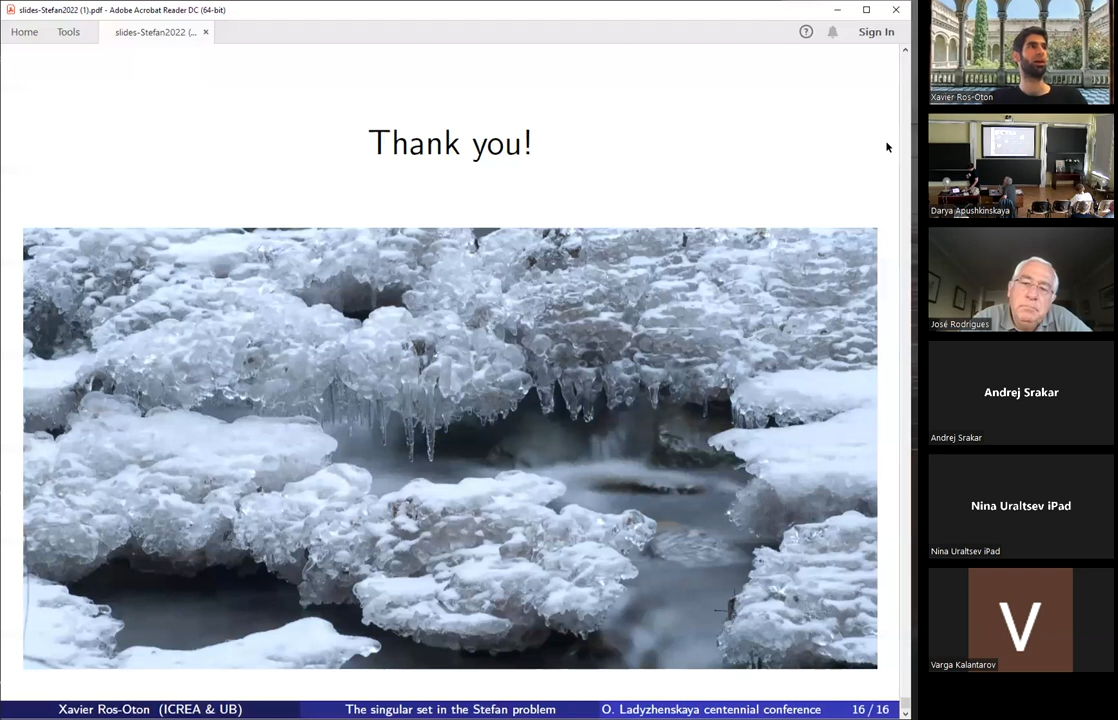 slides-Stefan2022 (1).pdf - Adobe Acrobat Reader DC (64-bit)
Home Tools slides-Stefan2022 (... × ? Sign In
Thank you!
Xavier Ros-Oton (ICREA & UB) The singular set in the Stefan problem O. Ladyzhenskaya centennial conference 16 / 16
Xavier Ros-Oton
Darya Apushkinskaya
José Rodrigues
Andrej Srakar
Andrej Srakar
Nina Uraltsev iPad
Nina Uraltsev iPad
V
Varga Kalantarov